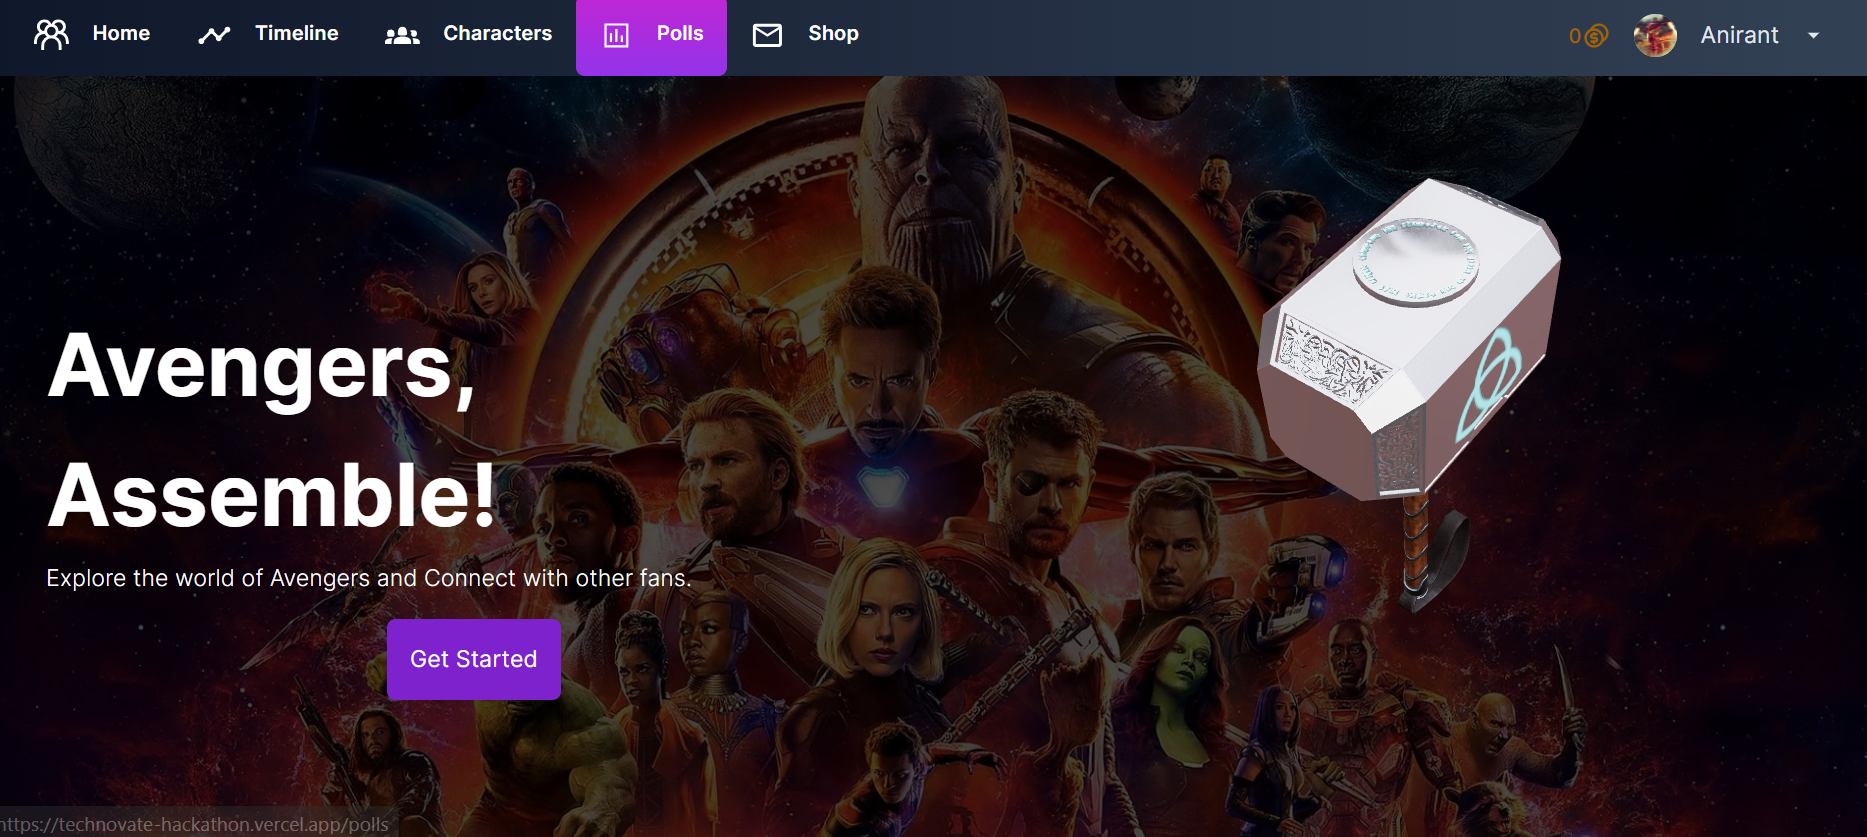 Home Timeline Characters Polls Shop 0 Anirant
Avengers,
Assemble!
Explore the world of Avengers and Connect with other fans.
Get Started
https://technovate-hackathon.vercel.app/polls